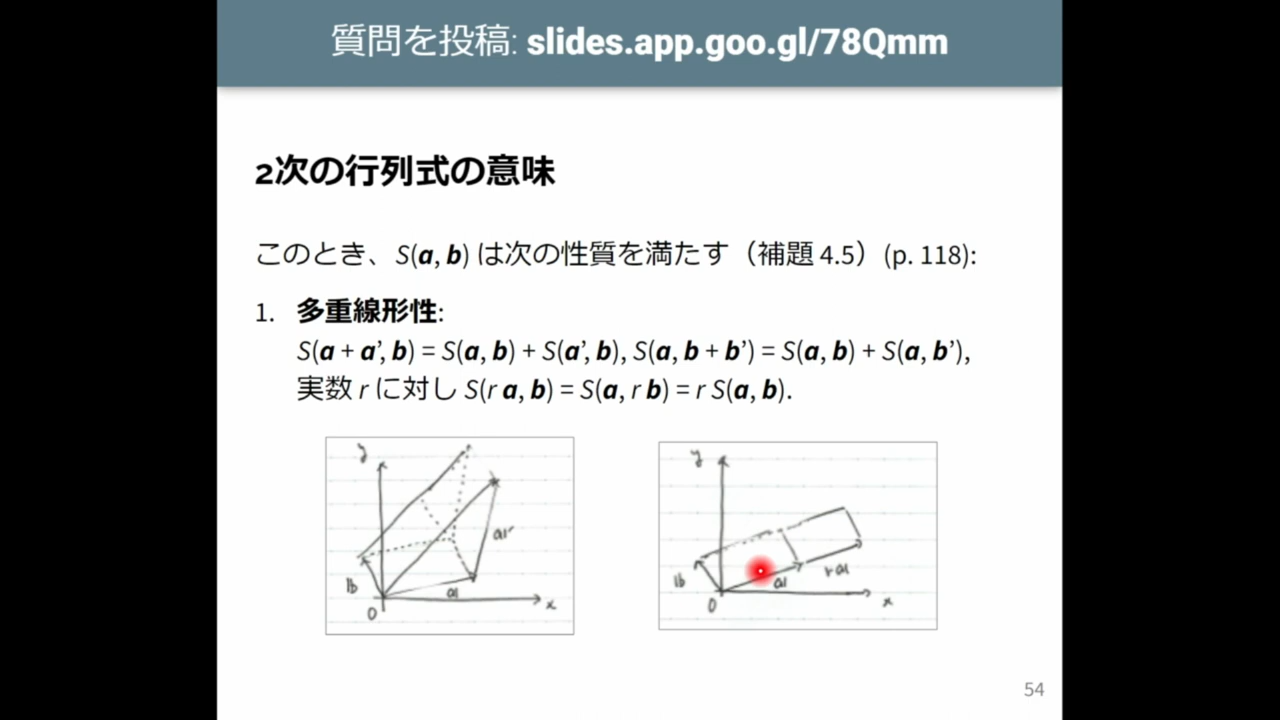 質問を投稿: slides.app.goo.gl/78Qmm
2次の行列式の意味
このとき、S(a, b) は次の性質を満たす（補題 4.5）(p. 118):
1. 多重線形性:
S(a + a’, b) = S(a, b) + S(a’, b), S(a, b + b’) = S(a, b) + S(a, b’),
実数 r に対し S(r a, b) = S(a, r b) = r S(a, b).
y
a'
b
a
O
x
y
b
a
r a
O
x
54